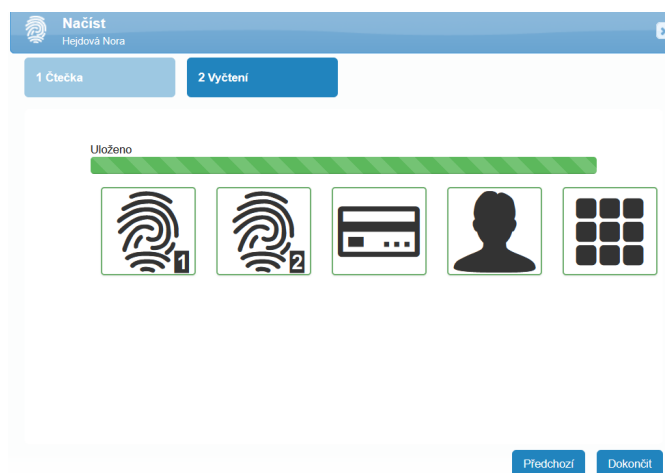 Načíst
Hejdová Nora
1 Čtečka
2 Vyčtení
Uloženo
1
2
Předchozí
Dokončit